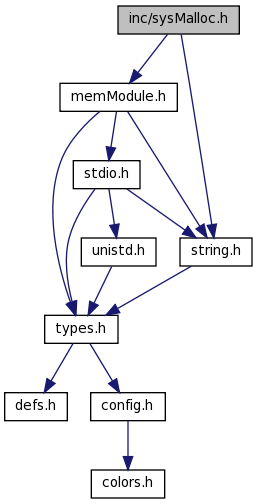 inc/sysMalloc.h
memModule.h
stdio.h
unistd.h
string.h
types.h
defs.h
config.h
colors.h